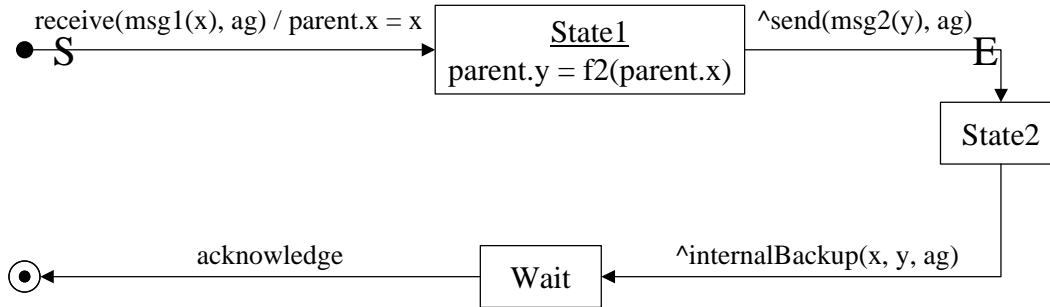 receive(msg1(x), ag) / parent.x = x
S
State1
parent.y = f2(parent.x)
^send(msg2(y), ag)
E
State2
^internalBackup(x, y, ag)
Wait
acknowledge